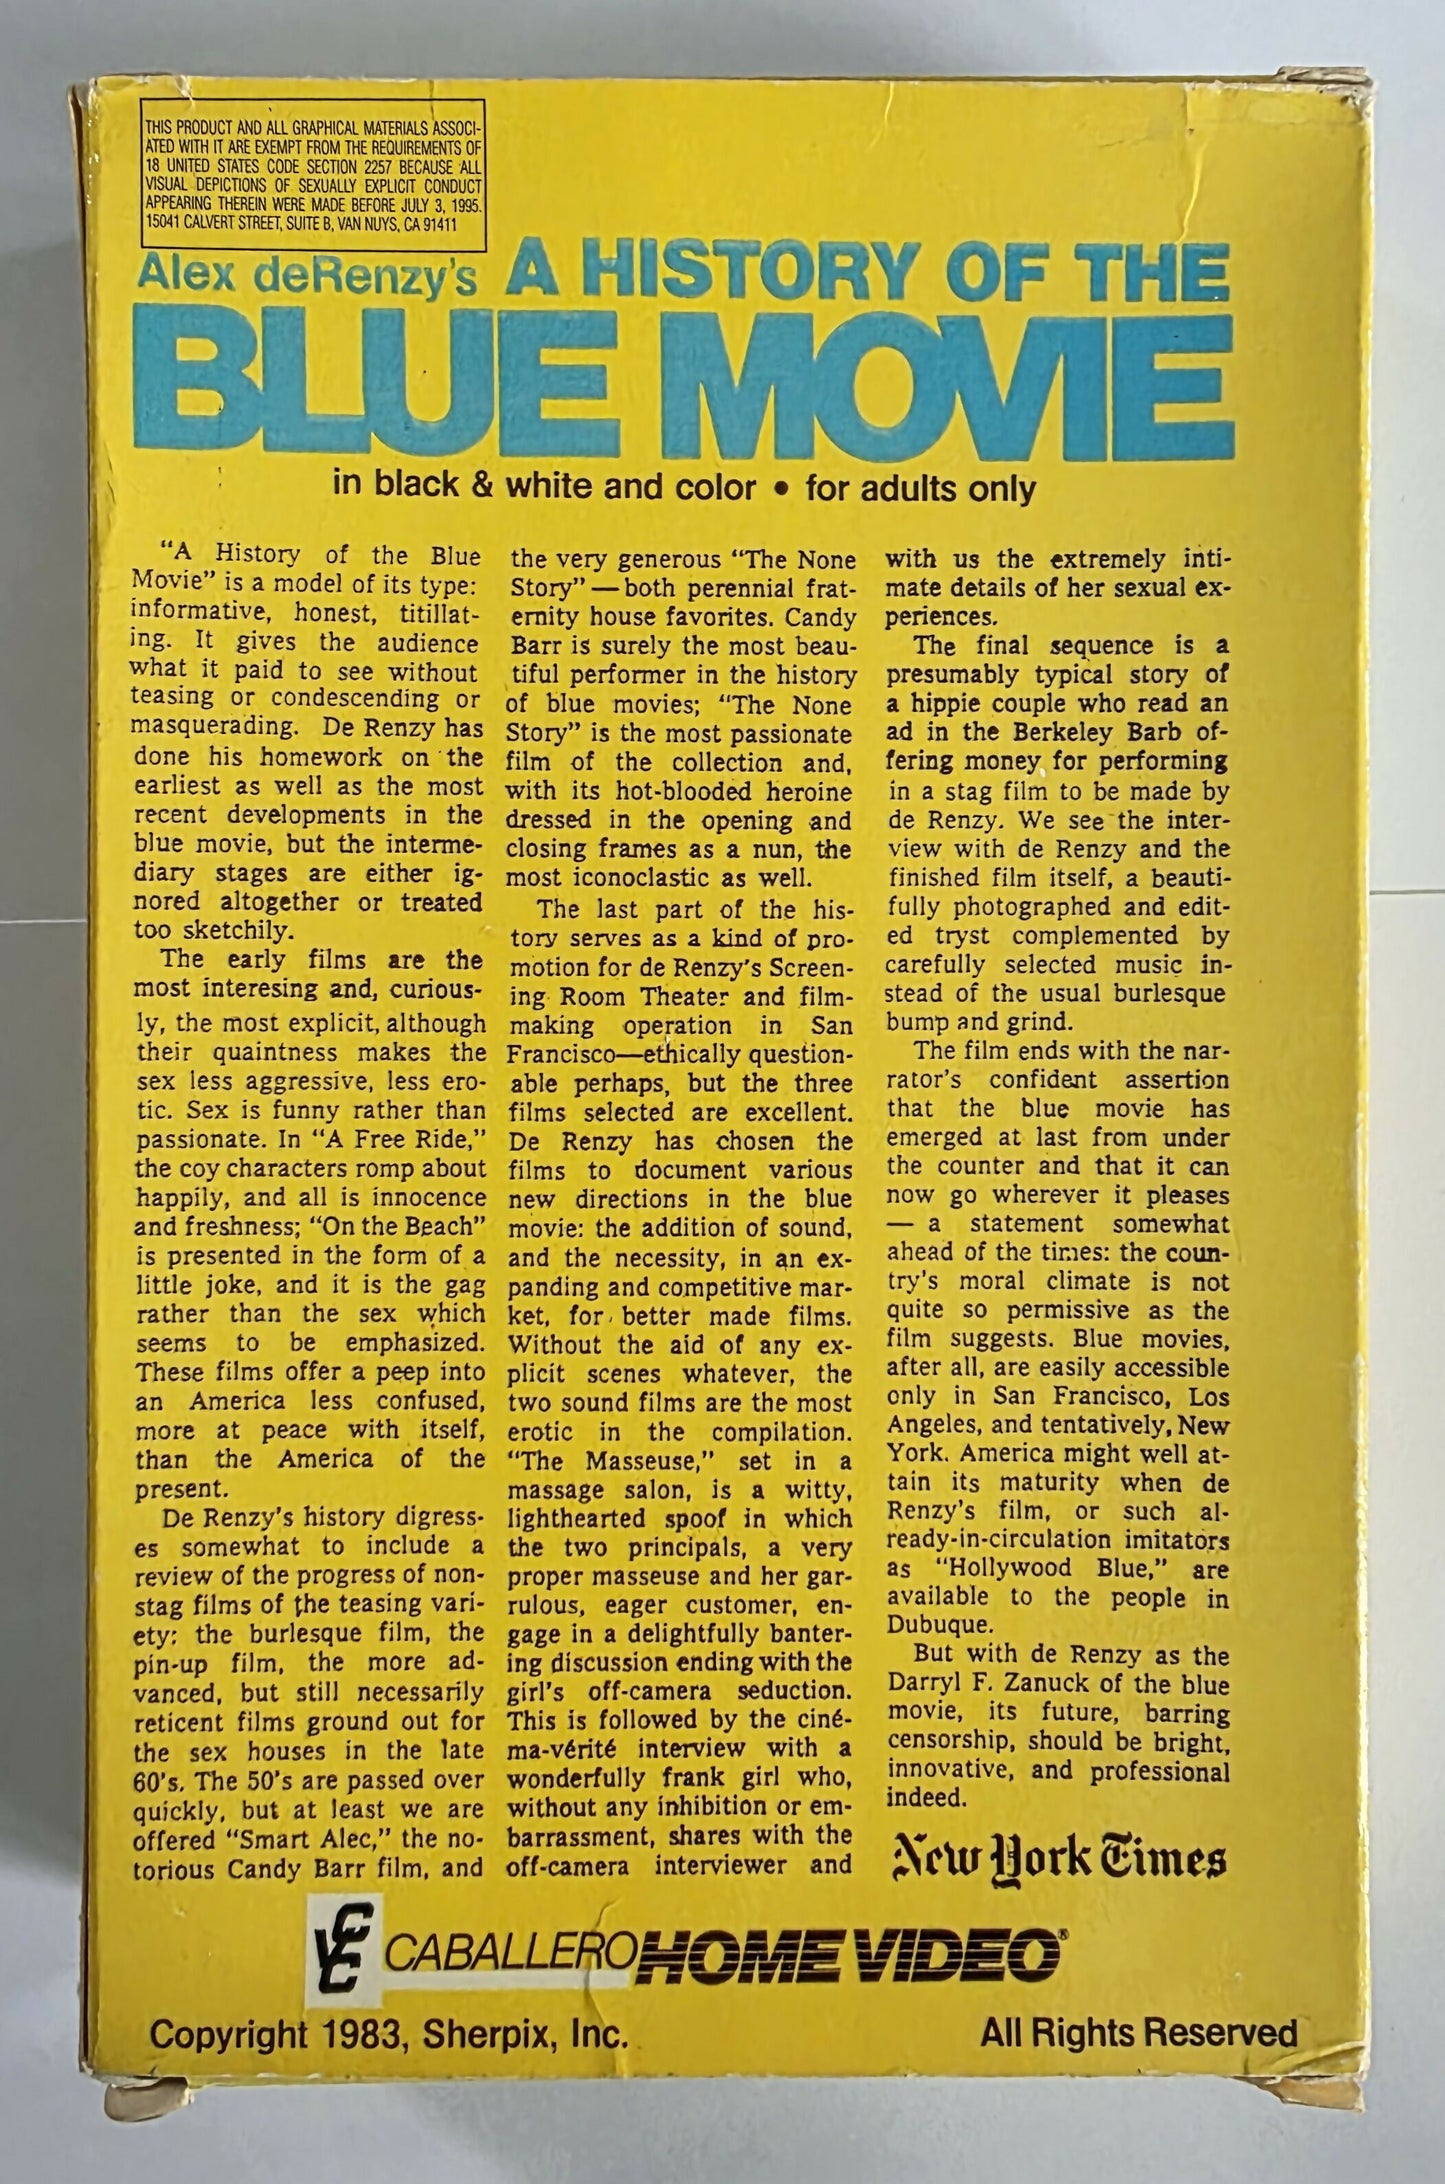 THIS PRODUCT AND ALL GRAPHICAL MATERIALS ASSOCI-
ATED WITH IT ARE EXEMPT FROM THE REQUIREMENTS OF
18 UNITED STATES CODE SECTION 2257 BECAUSE ALL
VISUAL DEPICTIONS OF SEXUALLY EXPLICIT CONDUCT
APPEARING THEREIN WERE MADE BEFORE JULY 3, 1995.
15041 CALVERT STREET, SUITE B, VAN NUYS, CA 91411
Alex deRenzy's A HISTORY OF THE
BLUE MOVIE
in black & white and color • for adults only
"A History of the Blue
Movie" is a model of its type:
informative, honest, titillat-
ing. It gives the audience
what it paid to see without
teasing or condescending or
masquerading. De Renzy has
done his homework on the
earliest as well as the most
recent developments in the
blue movie, but the interme-
diary stages are either ig-
nored altogether or treated
too sketchily.
The early films are the
most interesing and, curious-
ly, the most explicit, although
their quaintness makes the
sex less aggressive, less ero-
tic. Sex is funny rather than
passionate. In "A Free Ride,"
the coy characters romp about
happily, and all is innocence
and freshness; "On the Beach"
is presented in the form of a
little joke, and it is the gag
rather than the sex which
seems to be emphasized.
These films offer a peep into
an America less confused,
more at peace with itself,
than the America of the
present.
De Renzy's history digress-
es somewhat to include a
review of the progress of non-
stag films of the teasing vari-
ety: the burlesque film, the
pin-up film, the more ad-
vanced, but still necessarily
reticent films ground out for
the sex houses in the late
60's. The 50's are passed over
quickly, but at least we are
offered "Smart Alec," the no-
torious Candy Barr film, and
the very generous "The None
Story" — both perennial frat-
ernity house favorites. Candy
Barr is surely the most beau-
tiful performer in the history
of blue movies; "The None
Story" is the most passionate
film of the collection and,
with its hot-blooded heroine
dressed in the opening and
closing frames as a nun, the
most iconoclastic as well.
The last part of the his-
tory serves as a kind of pro-
motion for de Renzy's Screen-
ing Room Theater and film-
making operation in San
Francisco—ethically question-
able perhaps, but the three
films selected are excellent.
De Renzy has chosen the
films to document various
new directions in the blue
movie: the addition of sound,
and the necessity, in an ex-
panding and competitive mar-
ket, for better made films.
Without the aid of any ex-
plicit scenes whatever, the
two sound films are the most
erotic in the compilation.
"The Masseuse," set in a
massage salon, is a witty,
lighthearted spoof in which
the two principals, a very
proper masseuse and her gar-
rulous, eager customer, en-
gage in a delightfully banter-
ing discussion ending with the
girl's off-camera seduction.
This is followed by the ciné-
ma-vérité interview with a
wonderfully frank girl who,
without any inhibition or em-
barrassment, shares with the
off-camera interviewer and
with us the extremely inti-
mate details of her sexual ex-
periences.
The final sequence is a
presumably typical story of
a hippie couple who read an
ad in the Berkeley Barb of-
fering money for performing
in a stag film to be made by
de Renzy. We see the inter-
view with de Renzy and the
finished film itself, a beauti-
fully photographed and edit-
ed tryst complemented by
carefully selected music in-
stead of the usual burlesque
bump and grind.
The film ends with the nar-
rator's confident assertion
that the blue movie has
emerged at last from under
the counter and that it can
now go wherever it pleases
— a statement somewhat
ahead of the times: the coun-
try's moral climate is not
quite so permissive as the
film suggests. Blue movies,
after all, are easily accessible
only in San Francisco, Los
Angeles, and tentatively, New
York. America might well at-
tain its maturity when de
Renzy's film, or such al-
ready-in-circulation imitators
as "Hollywood Blue," are
available to the people in
Dubuque.
But with de Renzy as the
Darryl F. Zanuck of the blue
movie, its future, barring
censorship, should be bright,
innovative, and professional
indeed.
New York Times
CABALLERO HOME VIDEO®
Copyright 1983, Sherpix, Inc.
All Rights Reserved